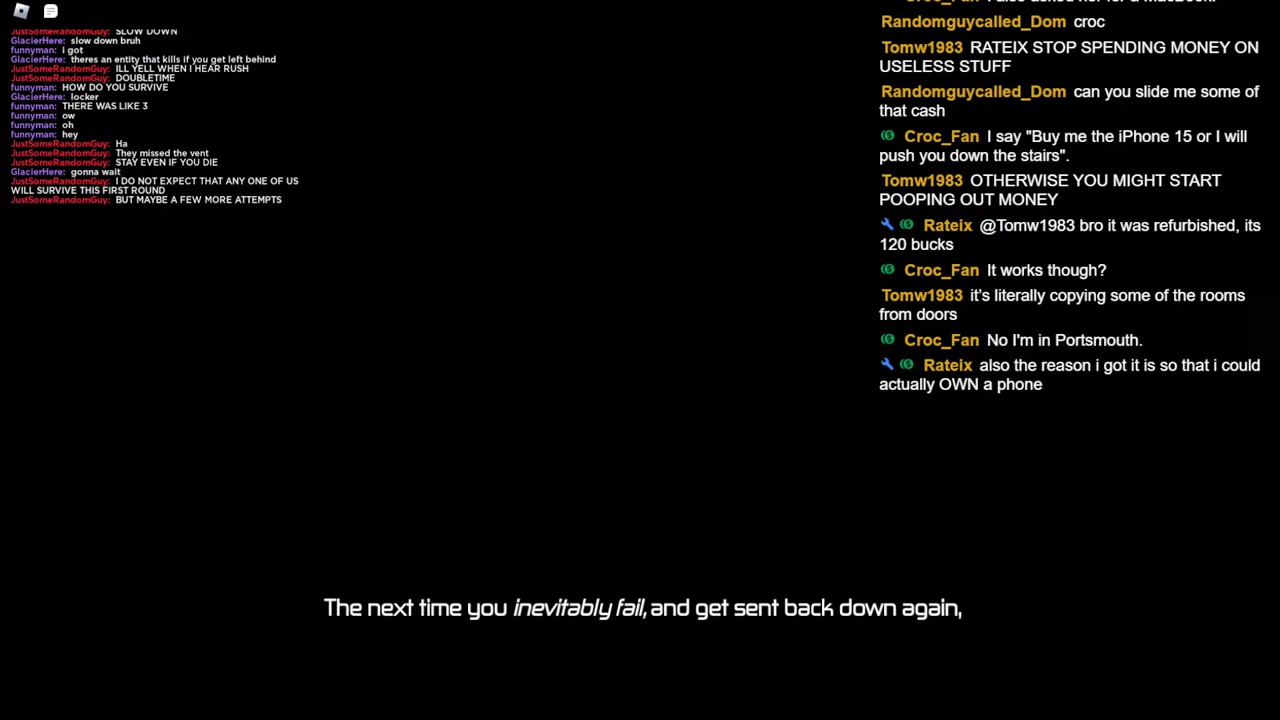 JustSomeRandomGuy: SLOW DOWN
GlacierHere: slow down bruh
funnyman: i got
GlacierHere: theres an entity that kills if you get left behind
JustSomeRandomGuy: ILL YELL WHEN I HEAR RUSH
JustSomeRandomGuy: DOUBLETIME
funnyman: HOW DO YOU SURVIVE
GlacierHere: locker
funnyman: THERE WAS LIKE 3
funnyman: ow
funnyman: oh
funnyman: hey
JustSomeRandomGuy: Ha
JustSomeRandomGuy: They missed the vent
JustSomeRandomGuy: STAY EVEN IF YOU DIE
GlacierHere: gonna wait
JustSomeRandomGuy: I DO NOT EXPECT THAT ANY ONE OF US
WILL SURVIVE THIS FIRST ROUND
JustSomeRandomGuy: BUT MAYBE A FEW MORE ATTEMPTS
Croc_Fan I also asked her for a MacBook.
Randomguycalled_Dom croc
Tomw1983 RATEIX STOP SPENDING MONEY ON
USELESS STUFF
Randomguycalled_Dom can you slide me some of
that cash
Croc_Fan I say "Buy me the iPhone 15 or I will
push you down the stairs".
Tomw1983 OTHERWISE YOU MIGHT START
POOPING OUT MONEY
Rateix @Tomw1983 bro it was refurbished, its
120 bucks
Croc_Fan It works though?
Tomw1983 it's literally copying some of the rooms
from doors
Croc_Fan No I'm in Portsmouth.
Rateix also the reason i got it is so that i could
actually OWN a phone
The next time you inevitably fail, and get sent back down again,